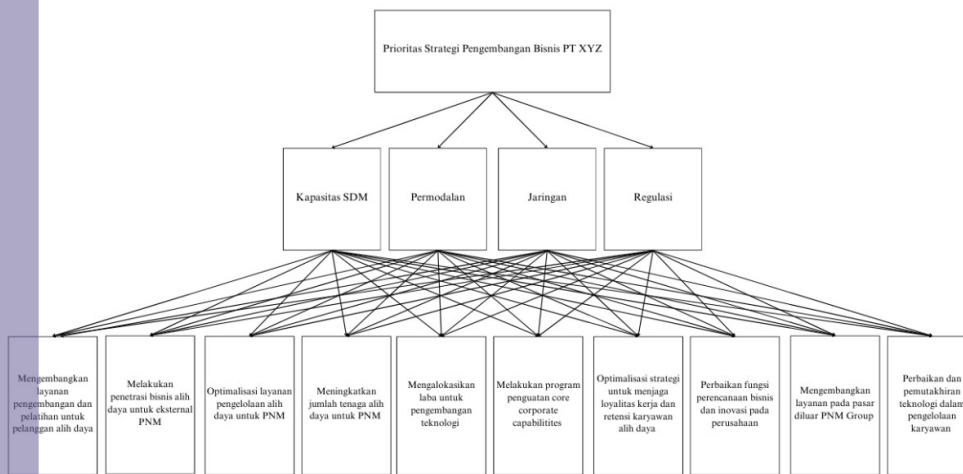 Prioritas Strategi Pengembangan Bisnis PT XYZ
Kapasitas SDM
Permodalan
Jaringan
Regulasi
Mengembangkan
layanan
pengembangan dan
pelatihan untuk
pelanggan alih daya
Melakukan
penetrasi bisnis alih
daya untuk eksternal
PNM
Optimalisasi layanan
pengelolaan alih
daya untuk PNM
Meningkatkan
jumlah tenaga alih
daya untuk PNM
Mengalokasikan
laba untuk
pengembangan
teknologi
Melakukan program
penguatan core
corporate
capabilitites
Optimalisasi strategi
untuk menjaga
loyalitas kerja dan
retensi karyawan
alih daya
Perbaikan fungsi
perencanaan bisnis
dan inovasi pada
perusahaan
Mengembangkan
layanan pada pasar
diluar PNM Group
Perbaikan dan
pemutakhiran
teknologi dalam
pengelolaan
karyawan